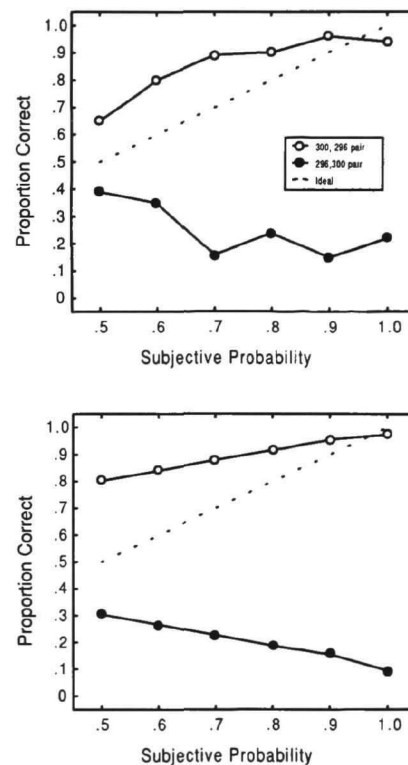 1.0
.9
.8
.7
.6
.5
.4
.3
.2
.1
0
Proportion Correct
300, 296 pair
296,300 pair
Ideal
.5 .6 .7 .8 .9 1.0
Subjective Probability
1.0
.9
.8
.7
.6
.5
.4
.3
.2
.1
0
Proportion Correct
.5 .6 .7 .8 .9 1.0
Subjective Probability